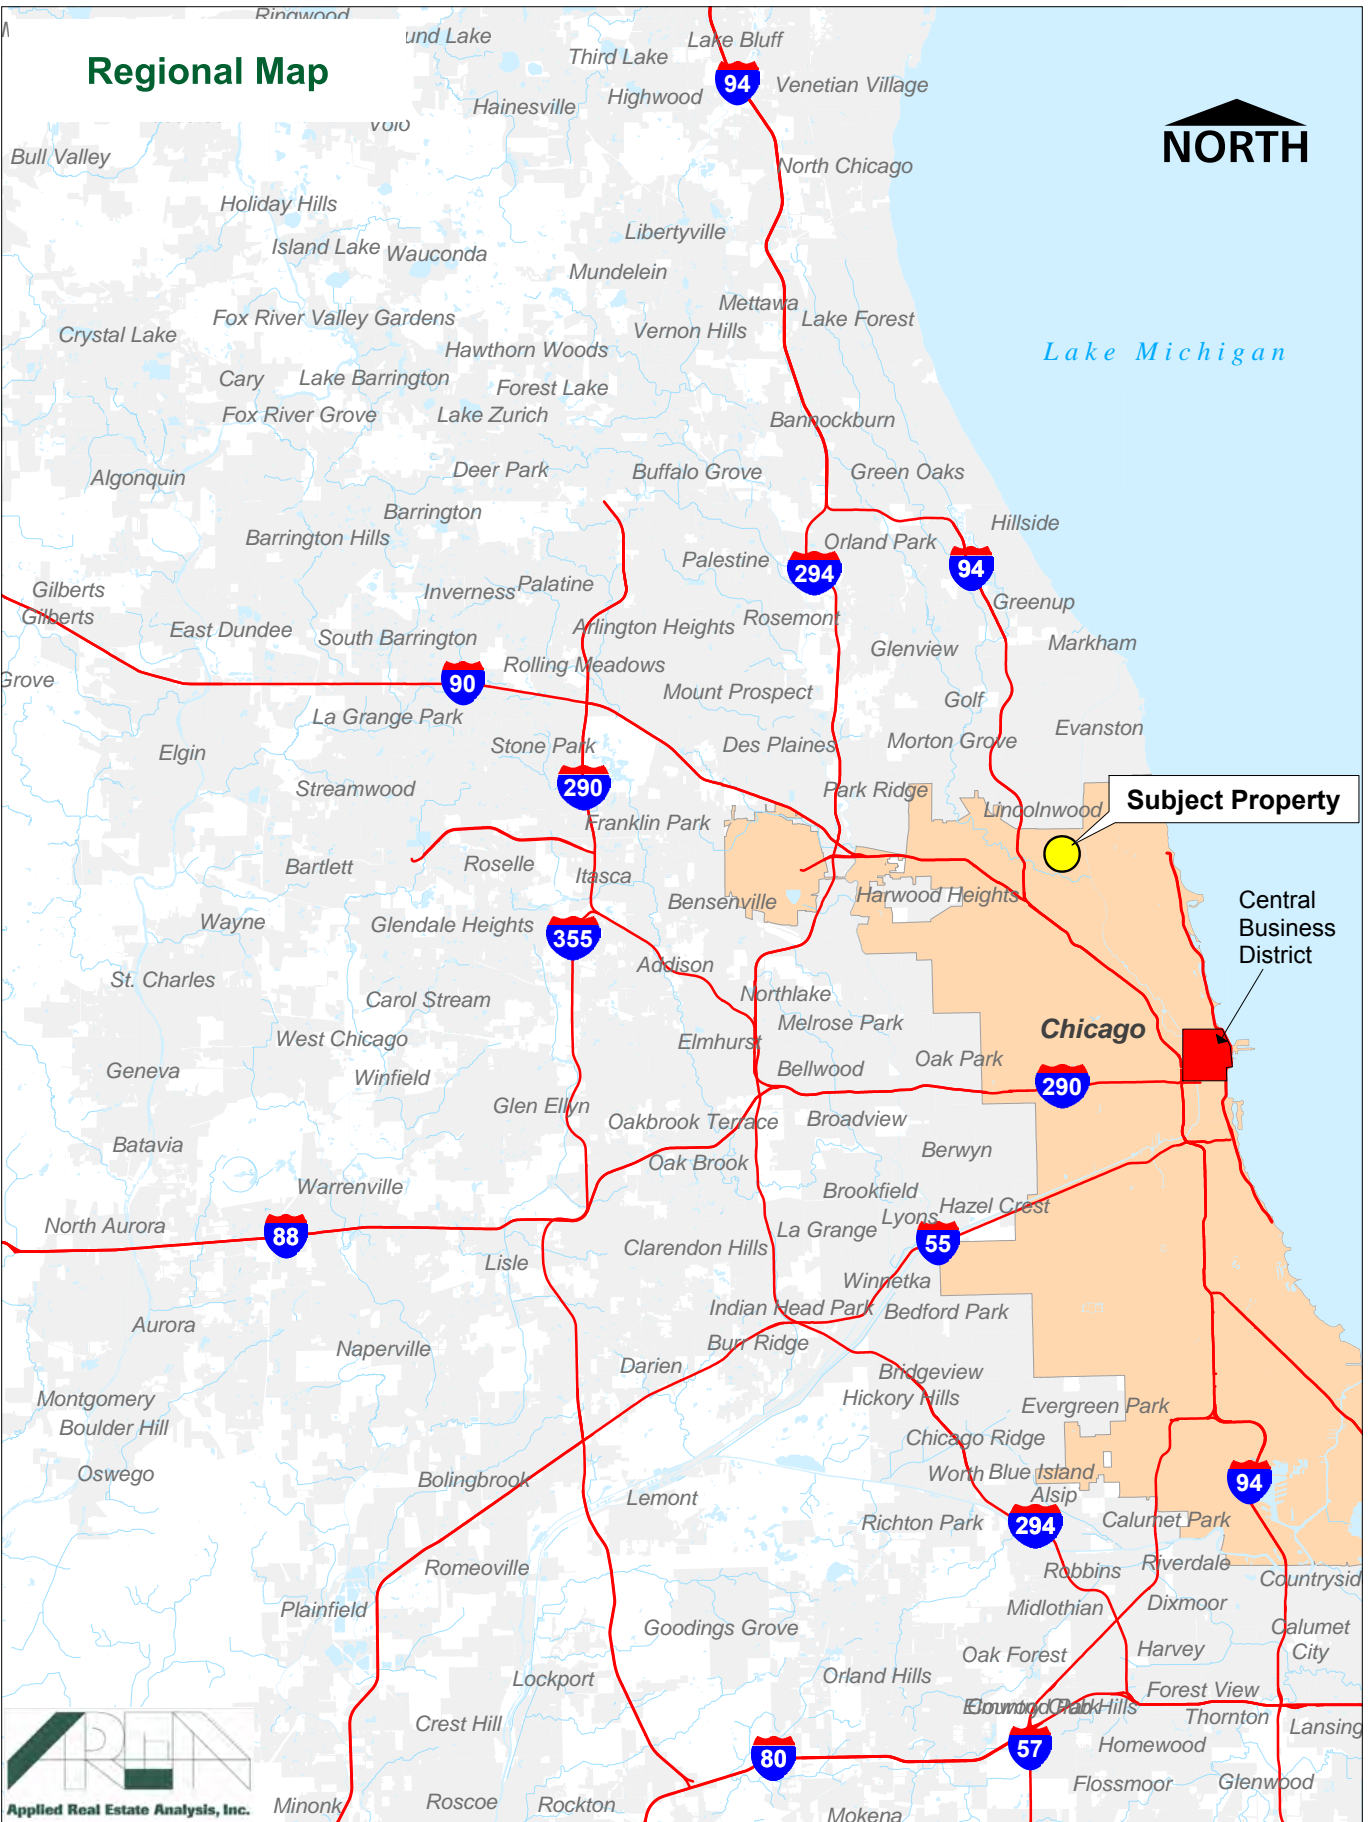 Ringwood
Regional Map
und Lake
Lake Bluff
Third Lake
94
Venetian Village
Highwood
Hainesville
Volo
NORTH
Bull Valley
North Chicago
Holiday Hills
Libertyville
Island Lake
Wauconda
Mundelein
Mettawa
Fox River Valley Gardens
Lake Forest
Crystal Lake
Vernon Hills
Hawthorn Woods
Lake Michigan
Cary
Lake Barrington
Forest Lake
Fox River Grove
Lake Zurich
Bannockburn
Algonquin
Deer Park
Buffalo Grove
Green Oaks
Barrington
Hillside
Barrington Hills
Orland Park
Palestine
294
94
Gilberts
Inverness
Palatine
Greenup
Gilberts
East Dundee
South Barrington
Arlington Heights
Rosemont
Markham
Glenview
Rolling Meadows
Grove
90
Mount Prospect
Golf
La Grange Park
Evanston
Elgin
Stone Park
Des Plaines
Morton Grove
Streamwood
290
Park Ridge
Lincolnwood
Subject Property
Franklin Park
Bartlett
Roselle
Itasca
Harwood Heights
Bensenville
Central
Business
District
Wayne
Glendale Heights
355
Addison
St. Charles
Carol Stream
Northlake
Melrose Park
Chicago
West Chicago
Elmhurst
Oak Park
Geneva
Winfield
Bellwood
290
Glen Ellyn
Oakbrook Terrace
Broadview
Batavia
Berwyn
Oak Brook
Warrenville
Brookfield
Hazel Crest
Lyons
North Aurora
88
La Grange
55
Clarendon Hills
Lisle
Winnetka
Indian Head Park
Bedford Park
Aurora
Naperville
Burr Ridge
Darien
Bridgeview
Montgomery
Hickory Hills
Evergreen Park
Boulder Hill
Chicago Ridge
Oswego
Bolingbrook
Worth
Blue Island
94
Lemont
Alsip
Richton Park
294
Calumet Park
Romeoville
Robbins
Riverdale
Countrysid
Plainfield
Midlothian
Dixmoor
Goodings Grove
Calumet
City
Oak Forest
Harvey
Lockport
Orland Hills
Forest View
Country Club Hills
Thornton
Crest Hill
Lansing
80
57
Homewood
Flossmoor
Glenwood
AREA
Applied Real Estate Analysis, Inc.
Minonk
Roscoe
Rockton
Mokena